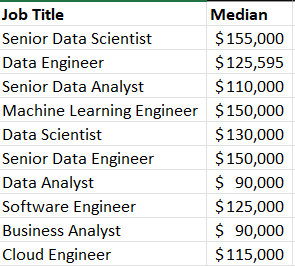 Job Title Median
Senior Data Scientist $155,000
Data Engineer $125,595
Senior Data Analyst $110,000
Machine Learning Engineer $150,000
Data Scientist $130,000
Senior Data Engineer $150,000
Data Analyst $ 90,000
Software Engineer $125,000
Business Analyst $ 90,000
Cloud Engineer $115,000